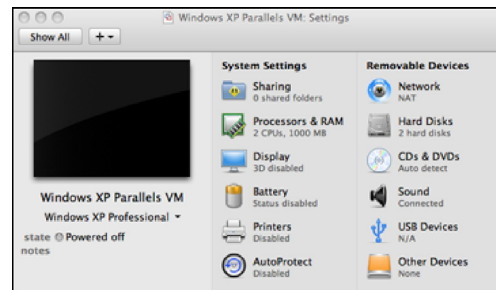 Windows XP Parallels VM: Settings
Show All
System Settings
Removable Devices
Sharing
0 shared folders
Network
NAT
Processors & RAM
2 CPUs, 1000 MB
Hard Disks
2 hard disks
Display
3D disabled
CDs & DVDs
Auto detect
Windows XP Parallels VM
Windows XP Professional
Battery
Status disabled
Sound
Connected
state Powered off
notes
Printers
Disabled
USB Devices
N/A
AutoProtect
Disabled
Other Devices
None